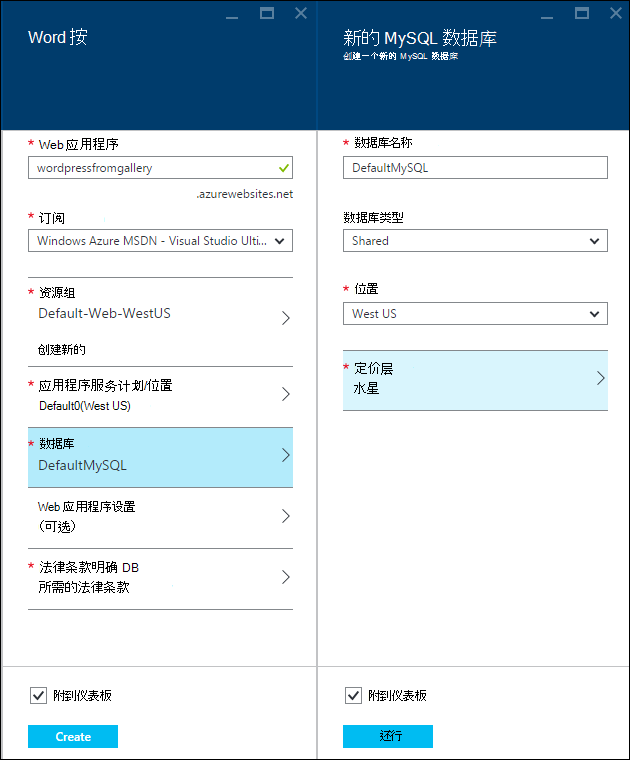 Word 按
* Web 应用程序
wordpressfromgallery
.azurewebsites.net
* 订阅
Windows Azure MSDN - Visual Studio Ulti...
* 资源组
Default-Web-WestUS
创建新的
* 应用程序服务计划/位置
Default0(West US)
* 数据库
DefaultMySQL
Web 应用程序设置
（可选）
* 法律条款明确 DB
所需的法律条款
附到仪表板
Create
新的 MySQL 数据库
创建一个新的 MySQL 数据库
* 数据库名称
DefaultMySQL
数据库类型
Shared
* 位置
West US
* 定价层
水星
附到仪表板
还行